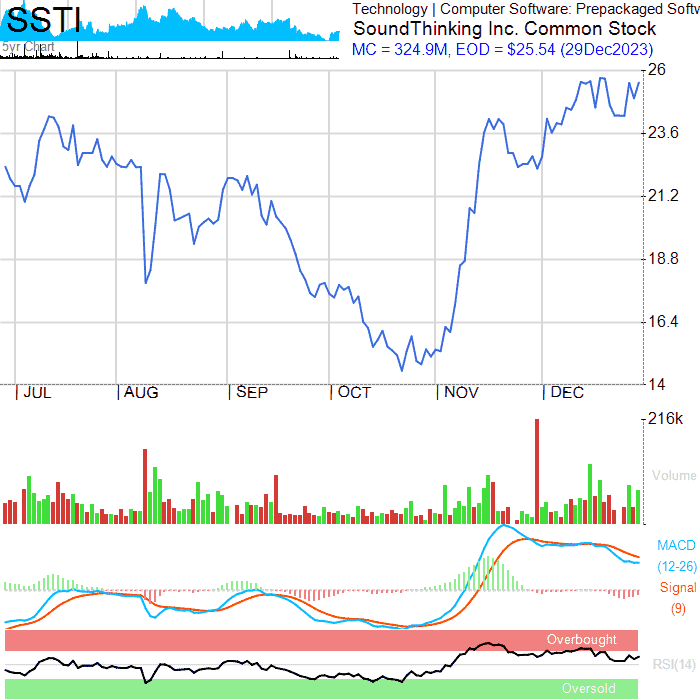 SSTI
5yr Chart
Technology | Computer Software: Prepackaged Softw
SoundThinking Inc. Common Stock
MC = 324.9M, EOD = $25.54 (29Dec2023)
26
23.6
21.2
18.8
16.4
14
JUL AUG SEP OCT NOV DEC
216k
Volume
MACD
(12-26)
Signal
(9)
Overbought
RSI(14)
Oversold